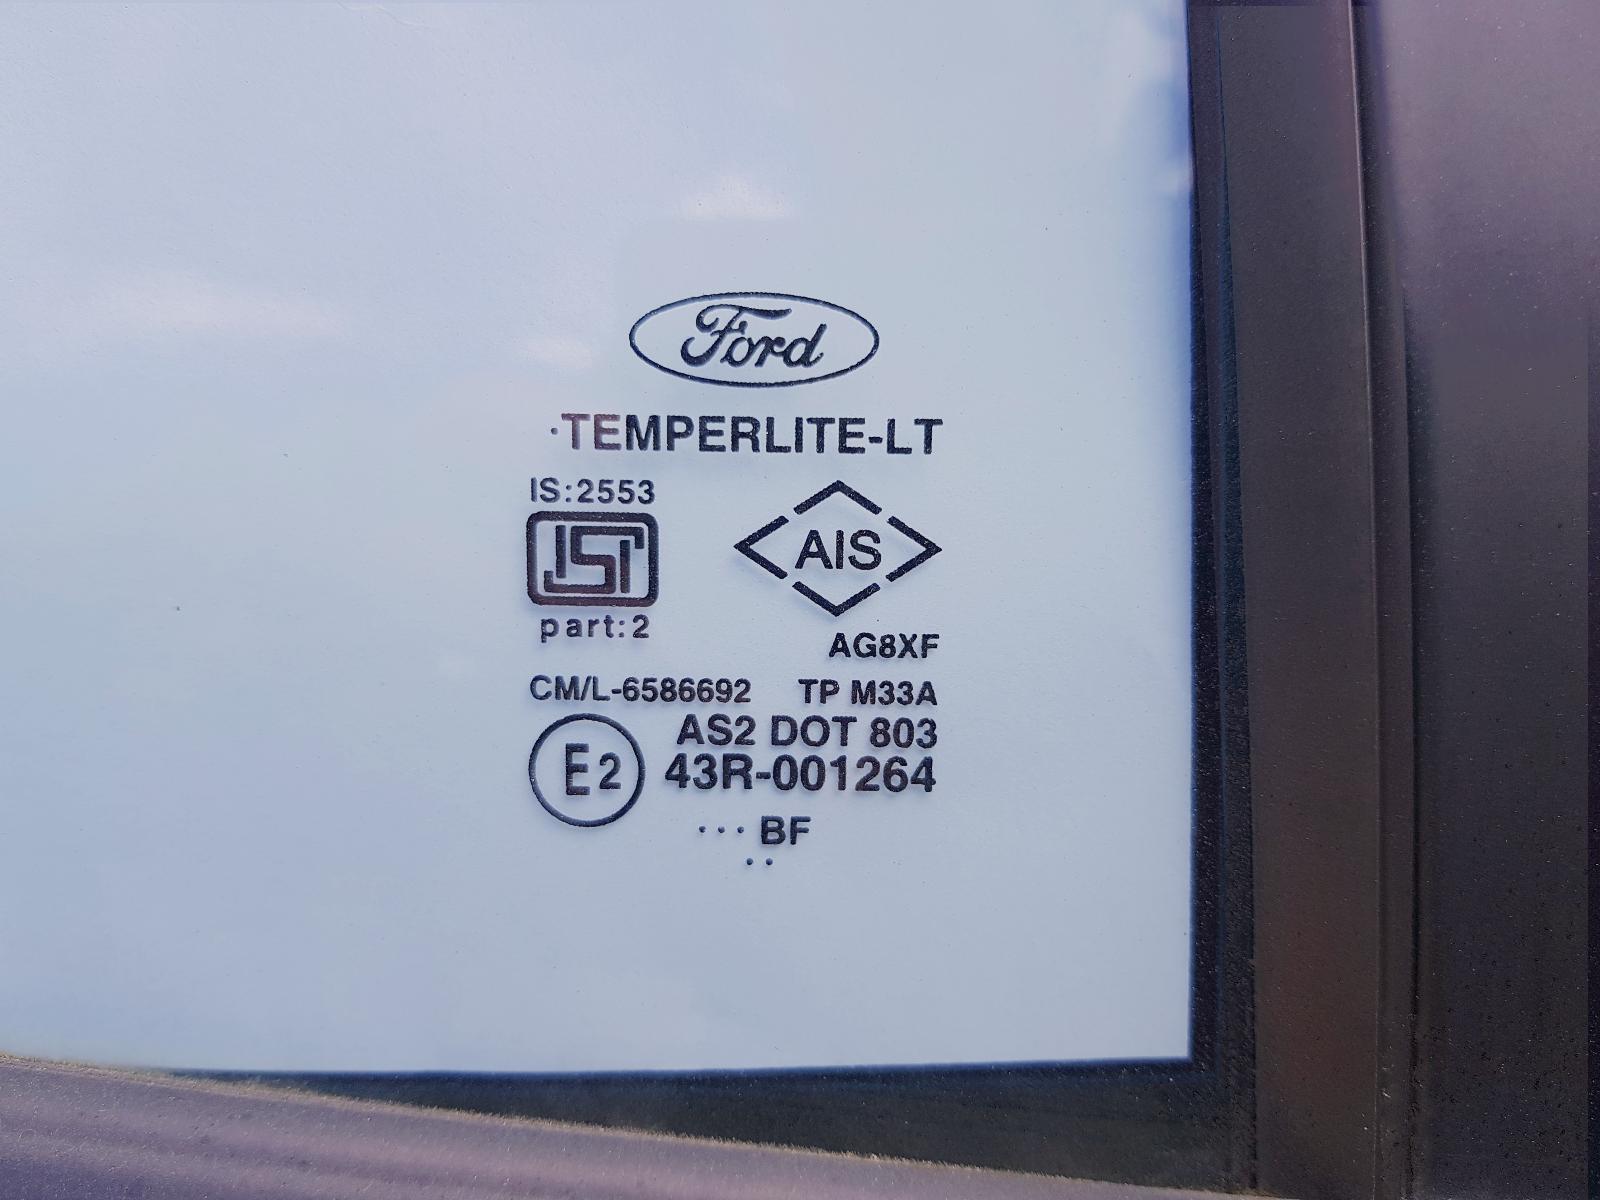 Ford
·TEMPERLITE-LT
IS:2553
ISI
part:2
AIS
AG8XF
CM/L-6586692 TP M33A
AS2 DOT 803
E2 43R-001264
···BF
··